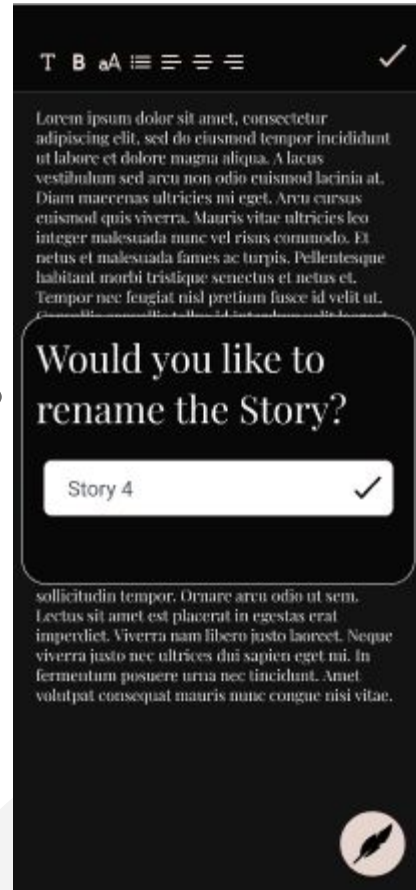 T B aA
Lorem ipsum dolor sit amet, consectetur
adipiscing elit, sed do eiusmod tempor incididunt
ut labore et dolore magna aliqua. A lacus
vestibulum sed arcu non odio euismod lacinia at.
Diam maecenas ultricies mi eget. Arcu cursus
euismod quis viverra. Mauris vitae ultricies leo
integer malesuada nunc vel risus commodo. Et
netus et malesuada fames ac turpis. Pellentesque
habitant morbi tristique senectus et netus et.
Tempor nec feugiat nisl pretium fusce id velit ut.
Would you like to
rename the Story?
Story 4
sollicitudin tempor. Ornare arcu odio ut sem.
Lectus sit amet est placerat in egestas erat
imperdiet. Viverra nam libero justo laoreet. Neque
viverra justo nec ultrices dui sapien eget mi. In
fermentum posuere urna nec tincidunt. Amet
volutpat consequat mauris nunc congue nisi vitae.